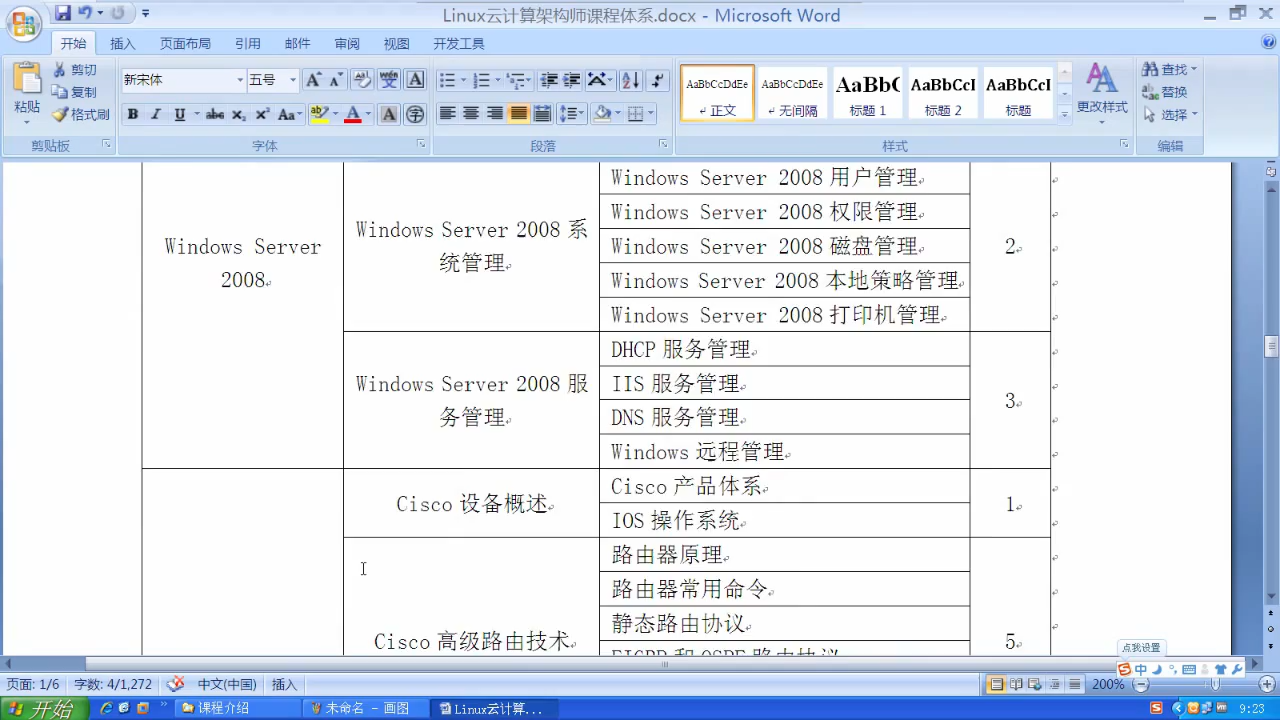 Linux云计算架构师课程体系.docx - Microsoft Word
开始 插入 页面布局 引用 邮件 审阅 视图 开发工具
粘贴
剪切
复制
格式刷
剪贴板
新宋体 五号
字体
段落
AaBbCcDdEe AaBbCcDdEe AaBbC AaBbCcI AaBbCcI
正文 无间隔 标题 1 标题 2 标题
更改样式
样式
查找
替换
选择
编辑
Windows Server
2008
Windows Server 2008 系
统管理
Windows Server 2008 用户管理
Windows Server 2008 权限管理
Windows Server 2008 磁盘管理
Windows Server 2008 本地策略管理
Windows Server 2008 打印机管理
2
Windows Server 2008 服
务管理
DHCP 服务管理
IIS 服务管理
DNS 服务管理
Windows 远程管理
3
Cisco 设备概述
Cisco 产品体系
IOS 操作系统
1
Cisco 高级路由技术
路由器原理
路由器常用命令
静态路由协议
EIGRP 和 OSPF 路由协议
5
点我设置
中
页面: 1/6 字数: 4/1,272 中文(中国) 插入 200%
开始 课程介绍 未命名 - 画图 Linux云计算... 9:23